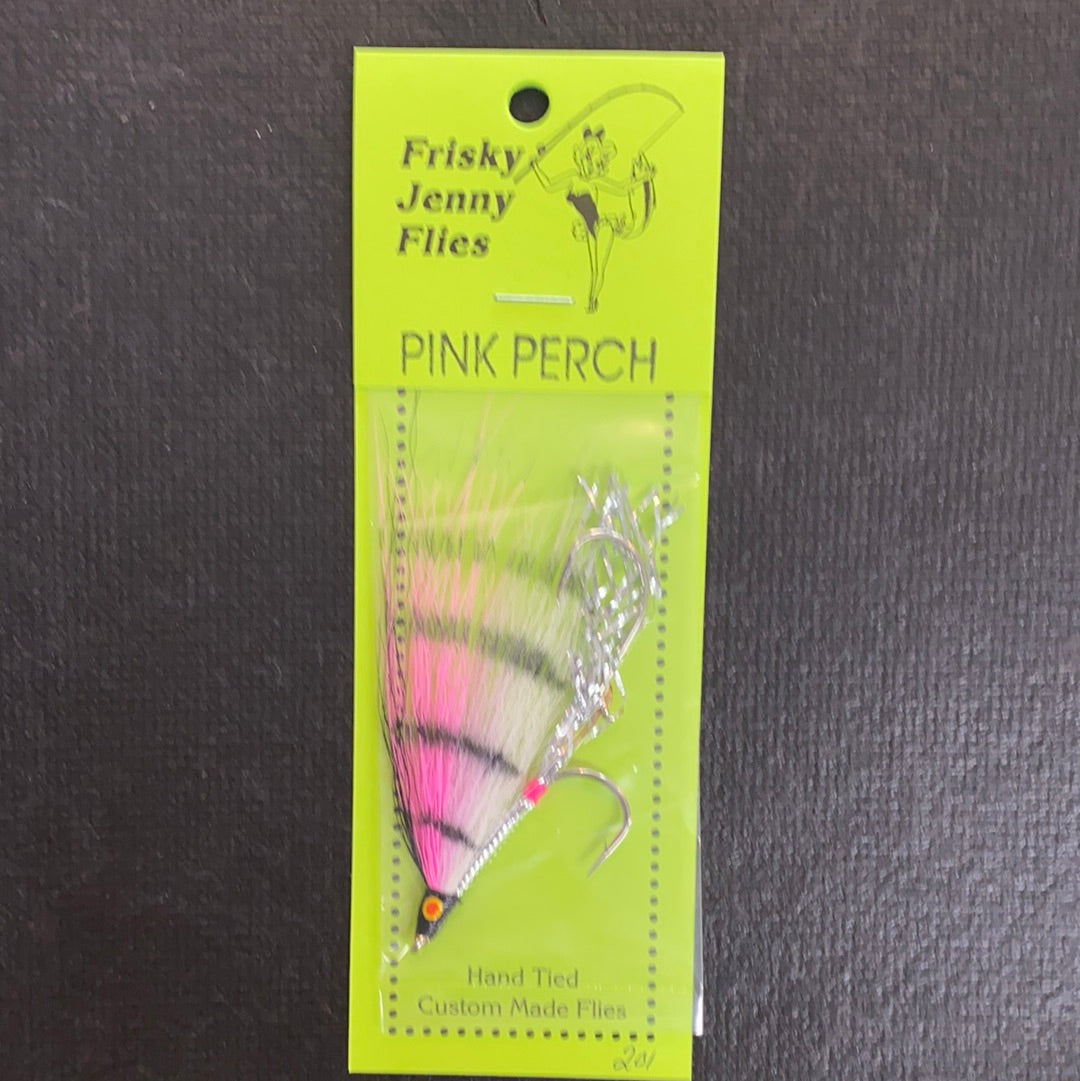 Frisky
Jenny
Flies
PINK PERCH
Hand Tied
Custom Made Flies